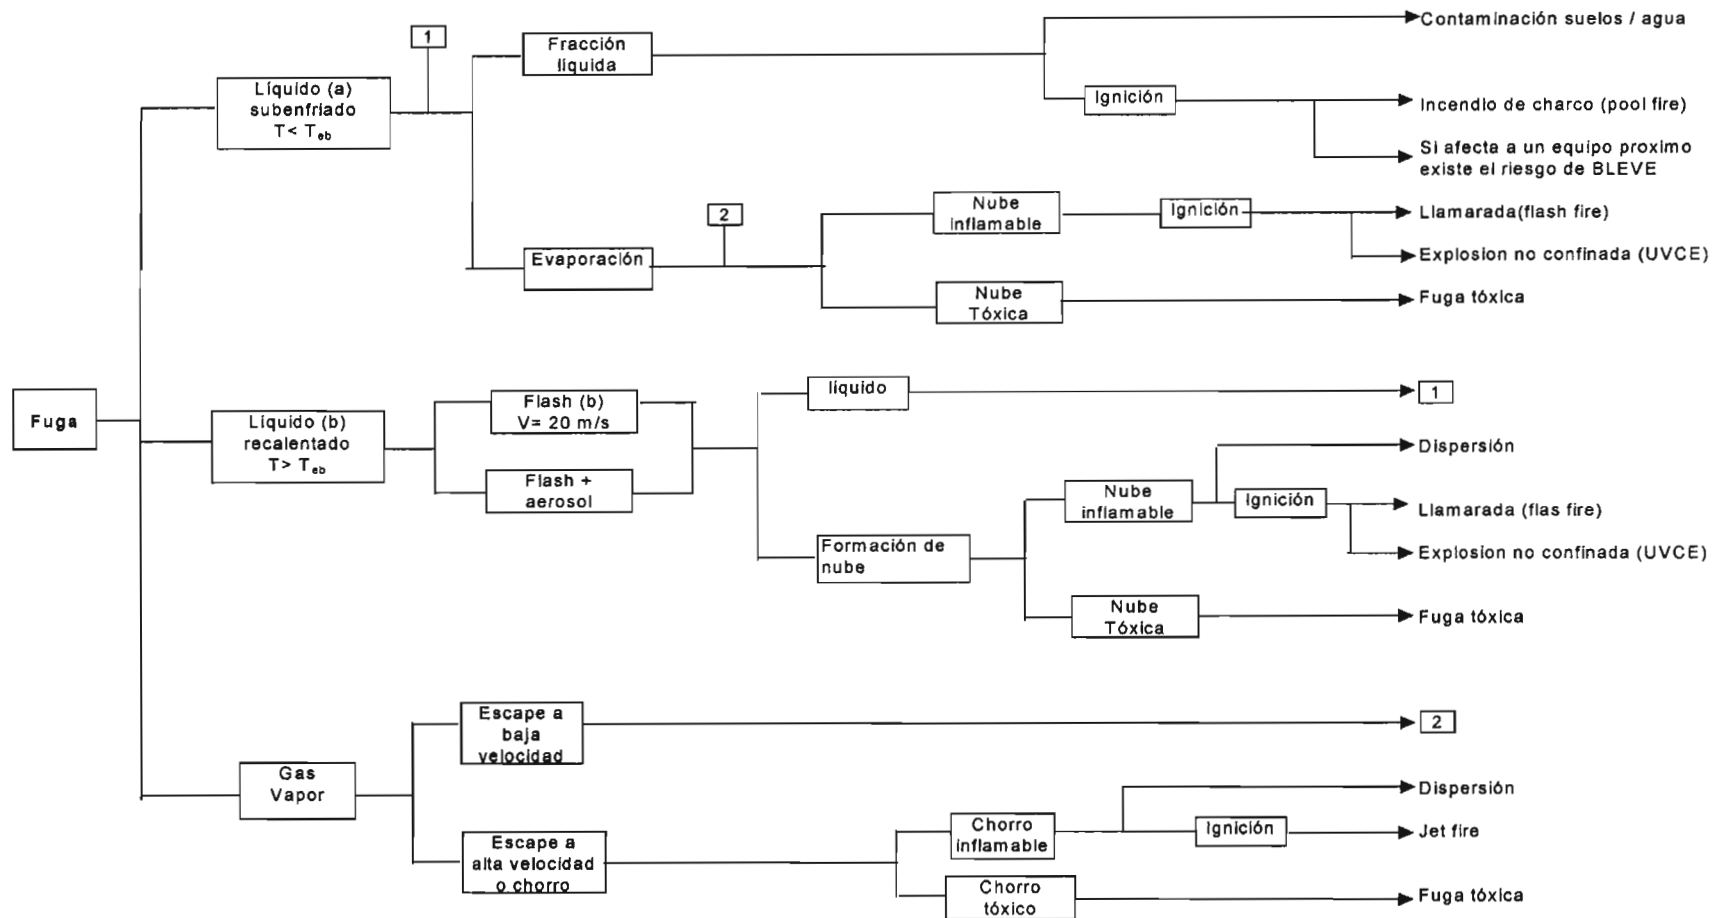 Contaminación suelos / agua
1
Fracción
líquida
Líquido (a)
subenfriado
T< Teb
Ignición
Incendio de charco (pool fire)
Si afecta a un equipo proximo
existe el riesgo de BLEVE
2
Nube
inflamable
Ignición
Llamarada(flash fire)
Evaporación
Explosion no confinada (UVCE)
Nube
Tóxica
Fuga tóxica
Fuga
Líquido (b)
recalentado
T> Teb
Flash (b)
V= 20 m/s
Flash +
aerosol
líquido
1
Dispersión
Nube
inflamable
Ignición
Llamarada (flas fire)
Explosion no confinada (UVCE)
Formación de
nube
Nube
Tóxica
Fuga tóxica
Escape a
baja
velocidad
2
Gas
Vapor
Dispersión
Chorro
inflamable
Ignición
Jet fire
Escape a
alta velocidad
o chorro
Chorro
tóxico
Fuga tóxica